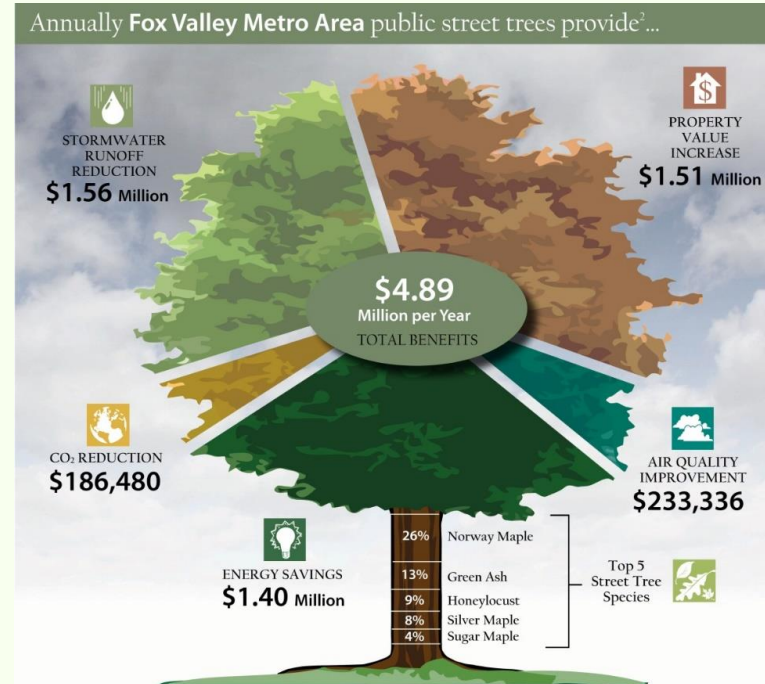 Annually Fox Valley Metro Area public street trees provide²...
STORMWATER
RUNOFF
REDUCTION
$1.56 Million
$
PROPERTY
VALUE
INCREASE
$1.51 Million
$4.89
Million per Year
TOTAL BENEFITS
CO₂ REDUCTION
$186,480
AIR QUALITY
IMPROVEMENT
$233,336
ENERGY SAVINGS
$1.40 Million
26% Norway Maple
13% Green Ash
9% Honeylocust
8% Silver Maple
4% Sugar Maple
Top 5
Street Tree
Species